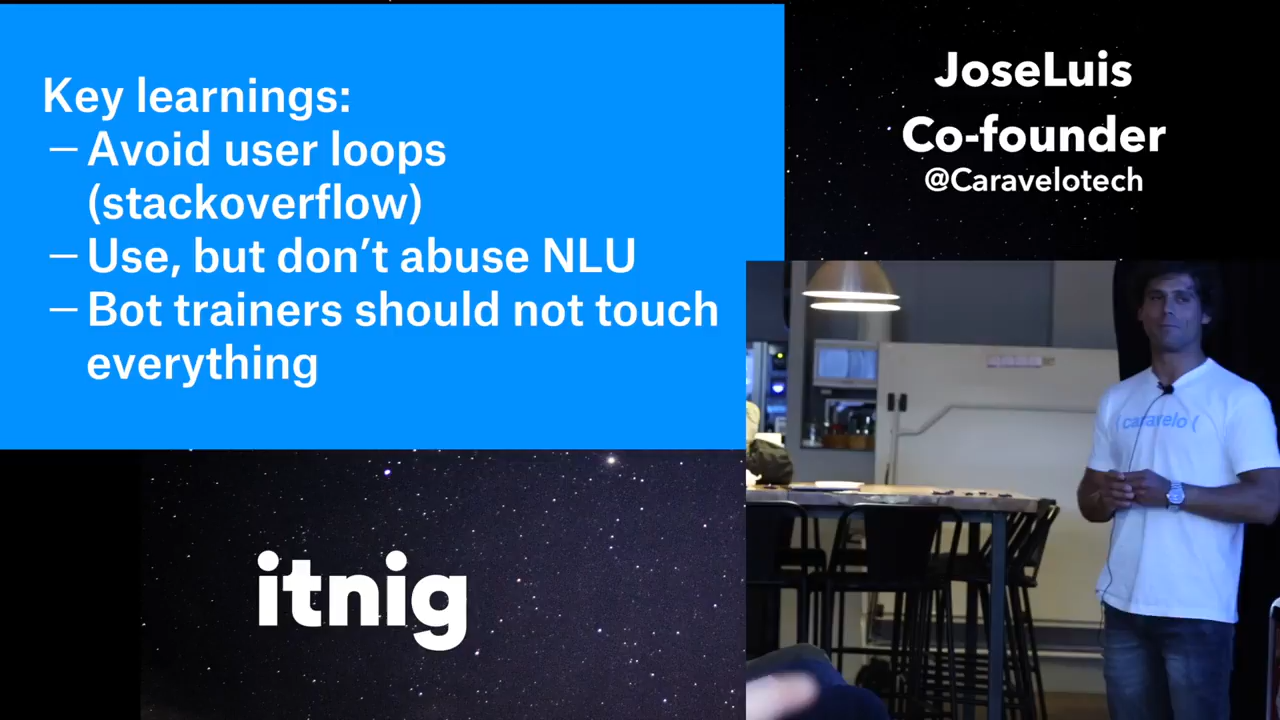 Key learnings:
– Avoid user loops
(stackoverflow)
– Use, but don’t abuse NLU
– Bot trainers should not touch
everything
JoseLuis
Co-founder
@Caravelotech
(caravelo(
itnig